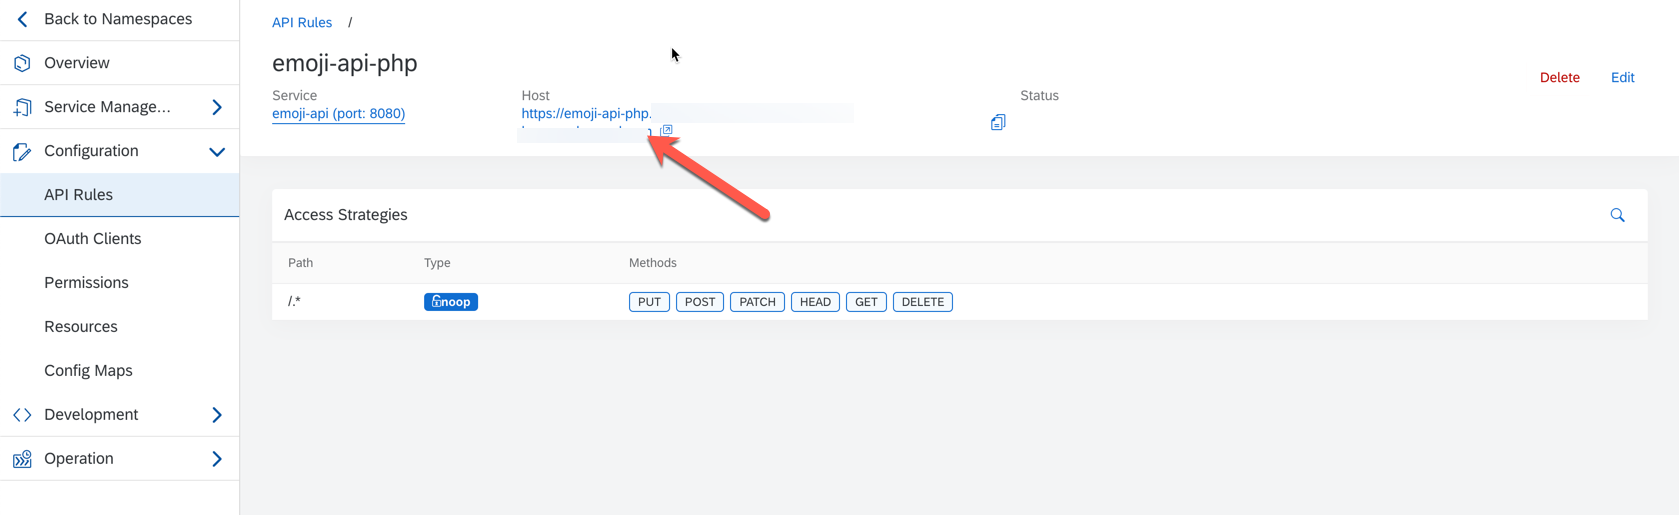 Back to Namespaces
Overview
Service Manage...
Configuration
API Rules
OAuth Clients
Permissions
Resources
Config Maps
Development
Operation
API Rules /
emoji-api-php
Delete Edit
Service Host Status
emoji-api (port: 8080) https://emoji-api-php.
Access Strategies
Path Type Methods
/.* noop PUT POST PATCH HEAD GET DELETE